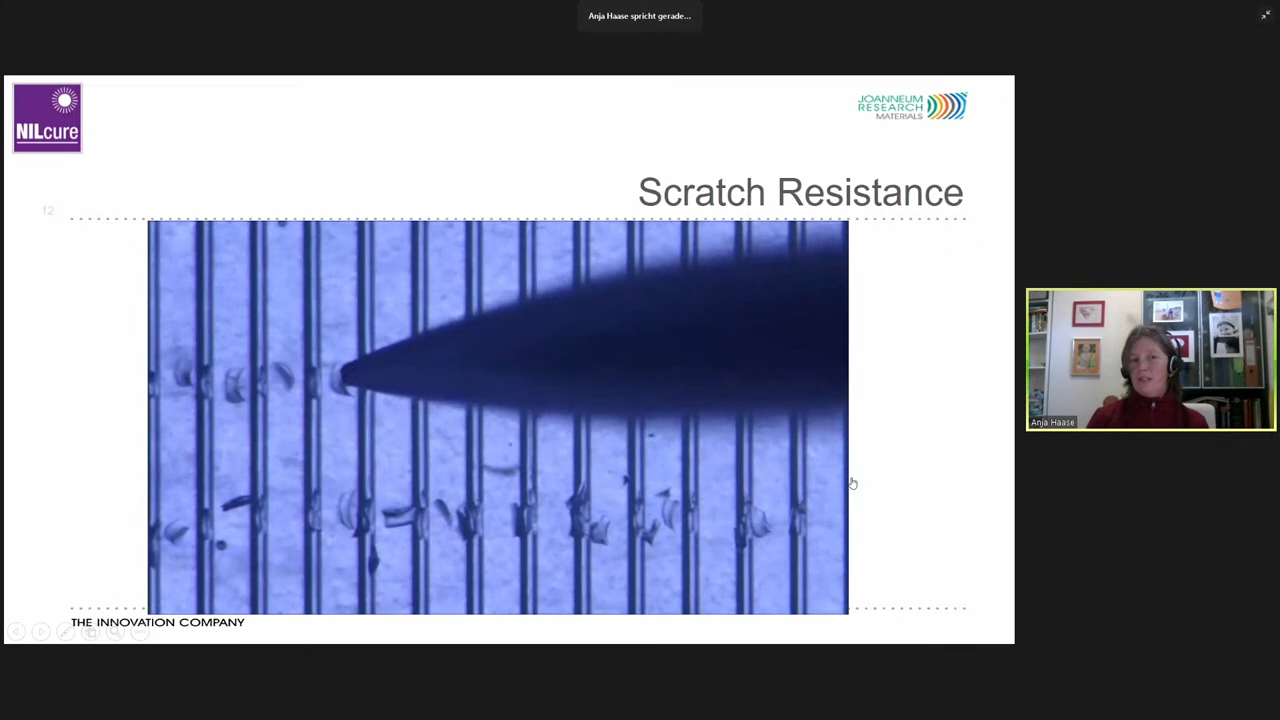 Anja Haase spricht gerade...
NILcure
JOANNEUM
RESEARCH
MATERIALS
Scratch Resistance
12
Anja Haase
THE INNOVATION COMPANY